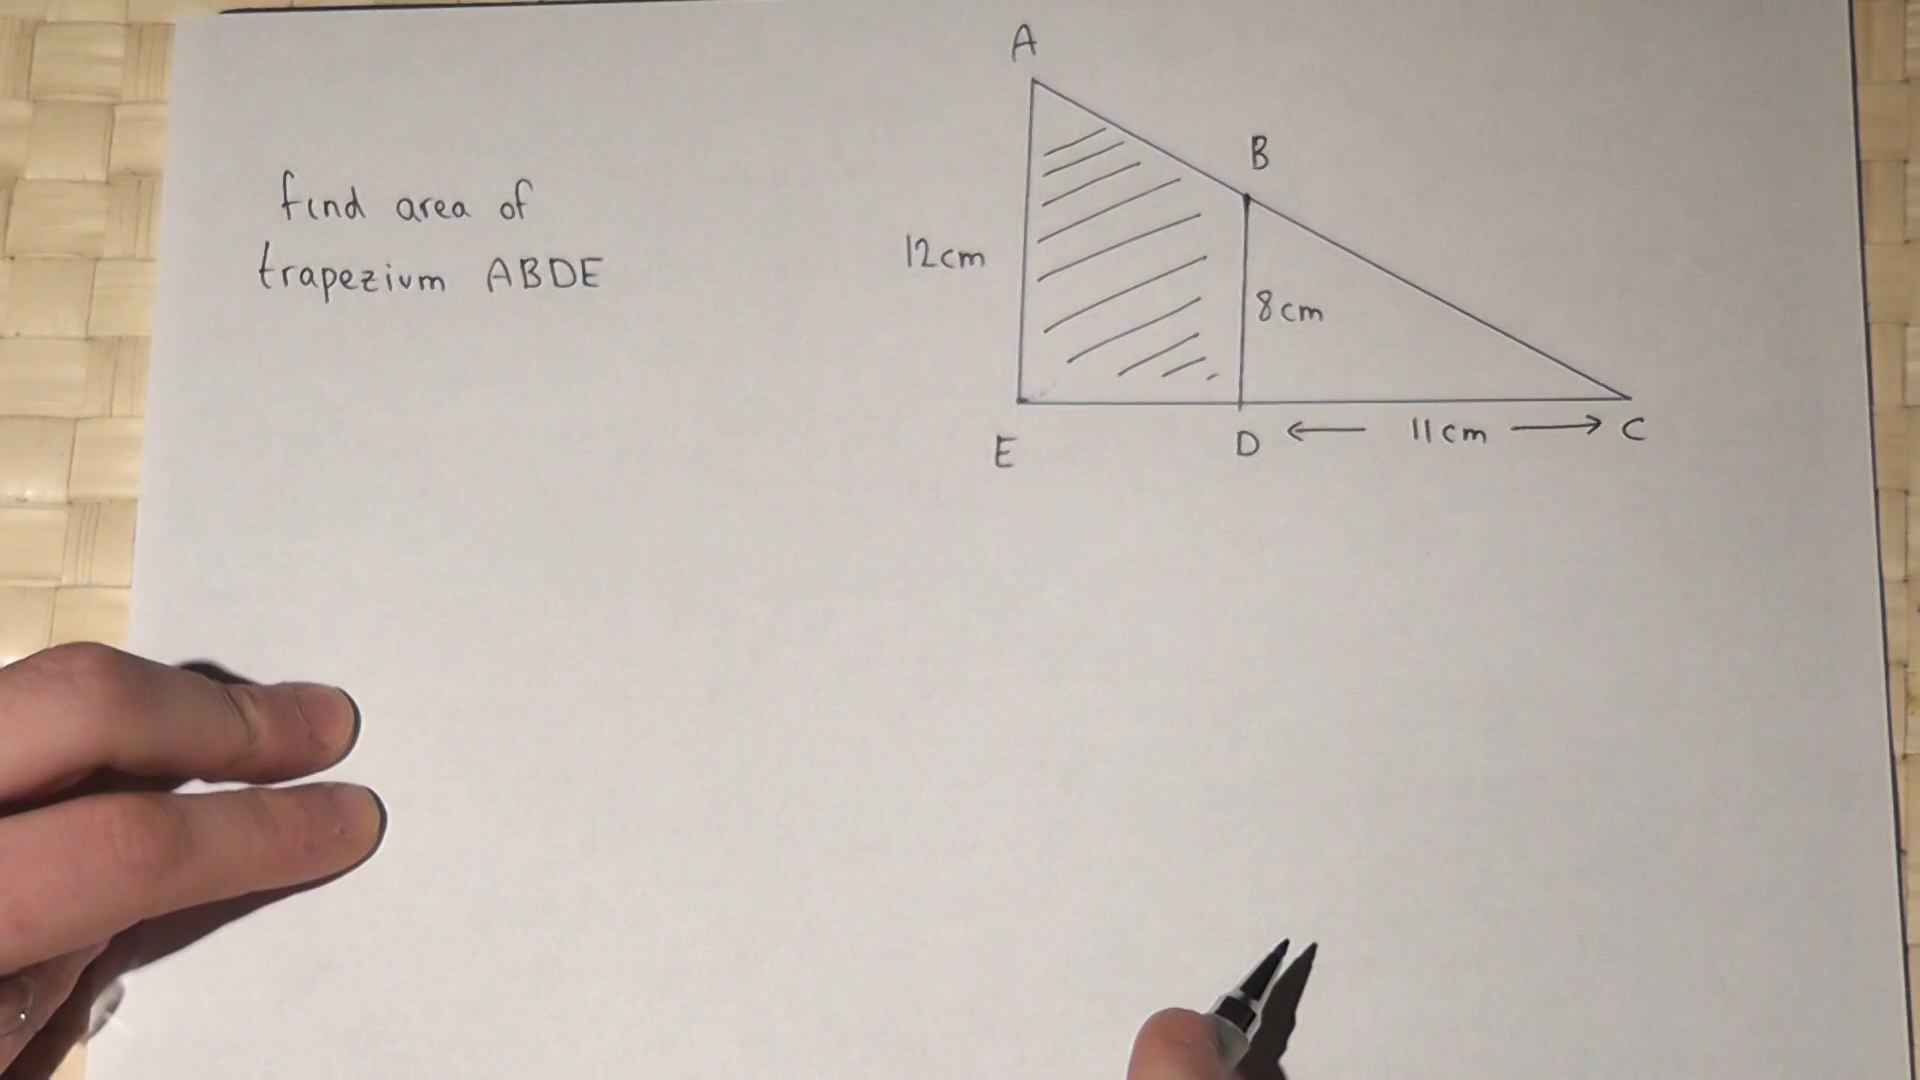 A
B
find area of
trapezium ABDE
12cm
8cm
E
D
11cm
C